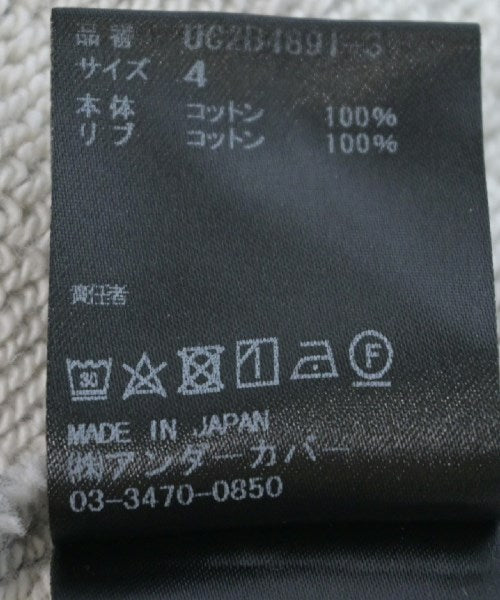 品番 UC2D4891-3
サイズ 4
本体 コットン 100%
リブ コットン 100%
責任者
30
F
MADE IN JAPAN
㈱アンダーカバー
03-3470-0850